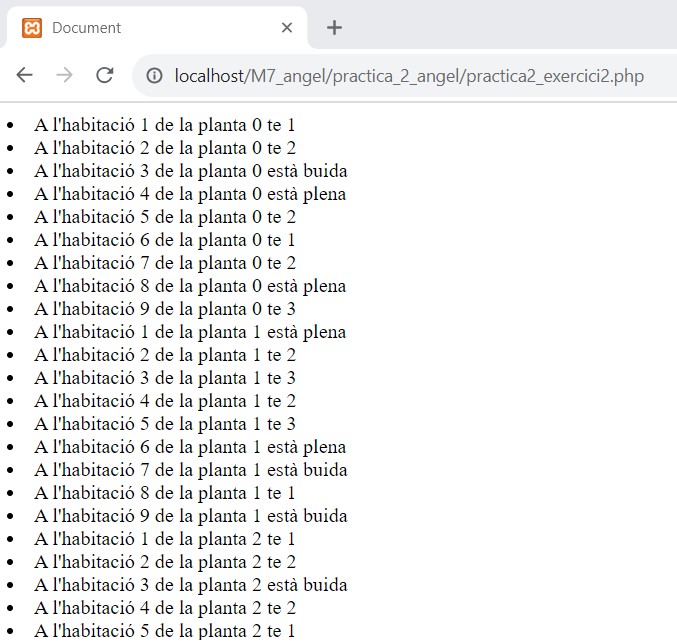 Document
localhost/M7_angel/practica_2_angel/practica2_exercici2.php
A l'habitació 1 de la planta 0 te 1
A l'habitació 2 de la planta 0 te 2
A l'habitació 3 de la planta 0 està buida
A l'habitació 4 de la planta 0 està plena
A l'habitació 5 de la planta 0 te 2
A l'habitació 6 de la planta 0 te 1
A l'habitació 7 de la planta 0 te 2
A l'habitació 8 de la planta 0 està plena
A l'habitació 9 de la planta 0 te 3
A l'habitació 1 de la planta 1 està plena
A l'habitació 2 de la planta 1 te 2
A l'habitació 3 de la planta 1 te 3
A l'habitació 4 de la planta 1 te 2
A l'habitació 5 de la planta 1 te 3
A l'habitació 6 de la planta 1 està plena
A l'habitació 7 de la planta 1 està buida
A l'habitació 8 de la planta 1 te 1
A l'habitació 9 de la planta 1 està buida
A l'habitació 1 de la planta 2 te 1
A l'habitació 2 de la planta 2 te 2
A l'habitació 3 de la planta 2 està buida
A l'habitació 4 de la planta 2 te 2
A l'habitació 5 de la planta 2 te 1